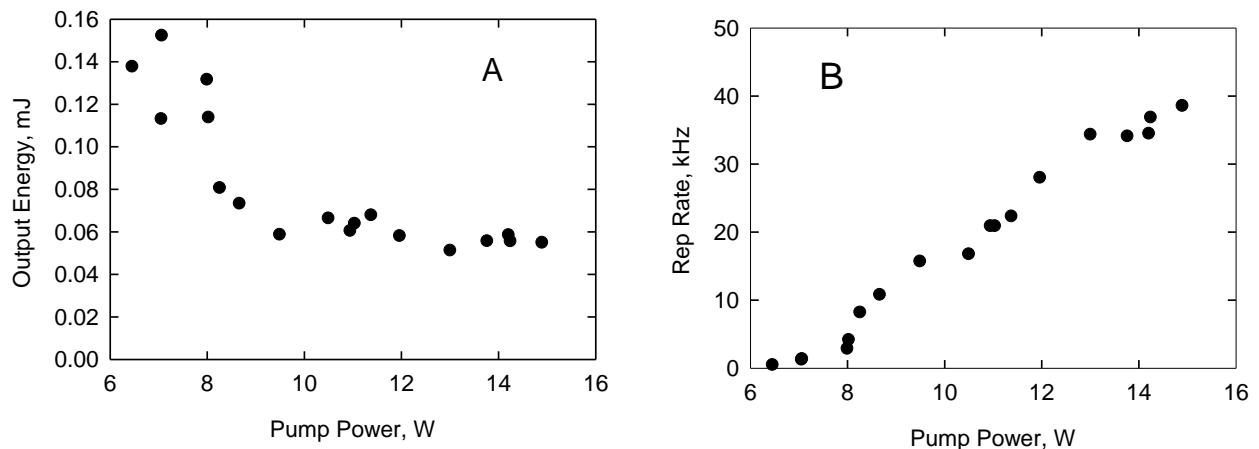 0.16
0.14
0.12
0.10
0.08
0.06
0.04
0.02
0.00
Output Energy, mJ
A
6 8 10 12 14 16
Pump Power, W
50
40
30
20
10
0
Rep Rate, kHz
B
6 8 10 12 14 16
Pump Power, W